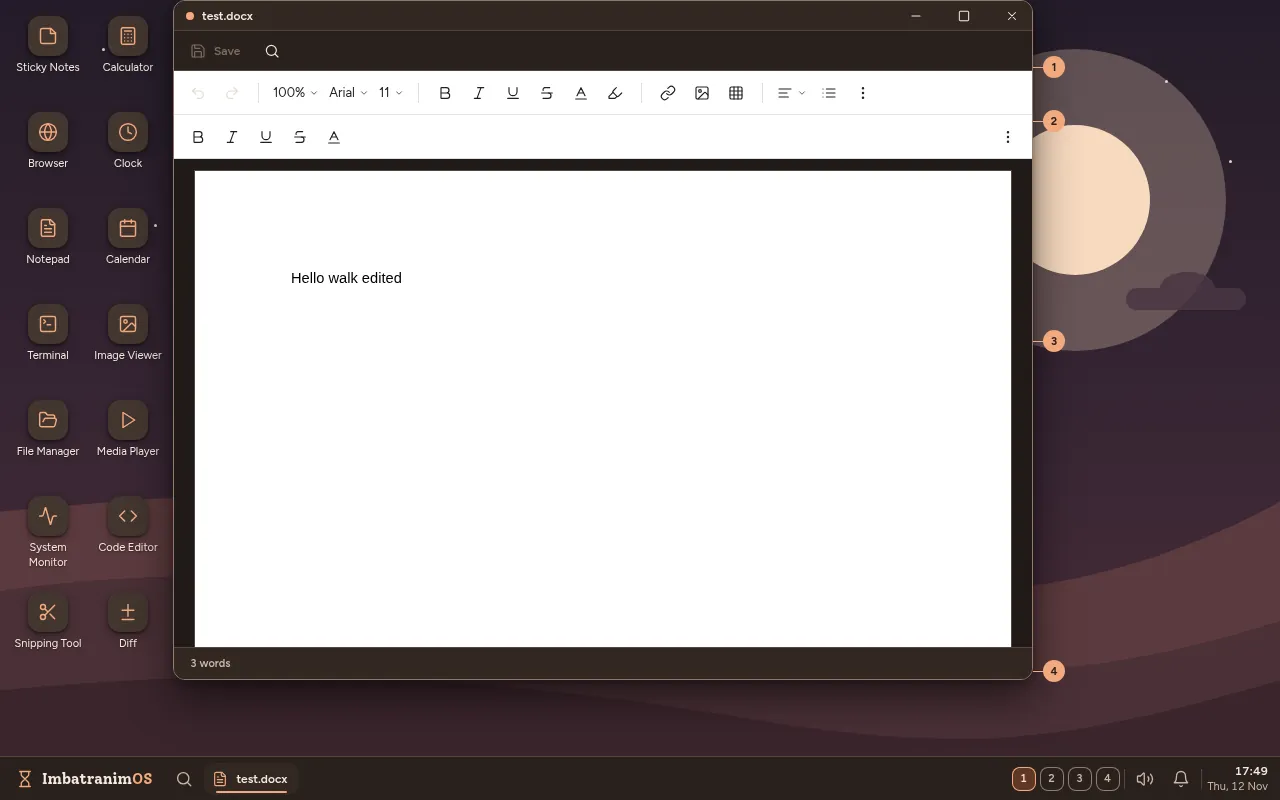 test.docx
Save
100% Arial 11
Hello walk edited
3 words
Sticky Notes
Calculator
Browser
Clock
Notepad
Calendar
Terminal
Image Viewer
File Manager
Media Player
System
Monitor
Code Editor
Snipping Tool
Diff
1
2
3
4
ImbatranimOS
test.docx
1 2 3 4
17:49
Thu, 12 Nov